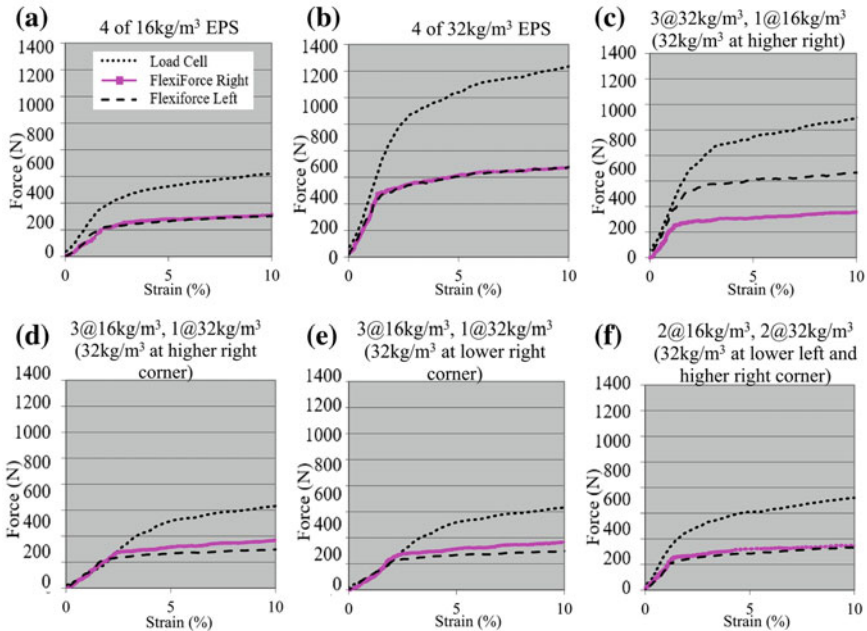 (a)
4 of 16kg/m³ EPS
1400
1200
1000
800
600
400
200
0
Force (N)
Load Cell
FlexiForce Right
Flexiforce Left
0
5
10
Strain (%)
(b)
4 of 32kg/m³ EPS
1400
1200
1000
800
600
400
200
0
Force (N)
0
5
10
Strain (%)
(c)
3@32kg/m³, 1@16kg/m³
(32kg/m³ at higher right)
1400
1200
1000
800
600
400
200
0
Force (N)
0
5
10
Strain (%)
(d)
3@16kg/m³, 1@32kg/m³
(32kg/m³ at higher right
corner)
1400
1200
1000
800
600
400
200
.0
Force (N)
0
5
10
Strain (%)
(e)
3@16kg/m³, 1@32kg/m³
(32kg/m³ at lower right
corner)
1400
1200
1000
800
600
400
200
.0
Force (N)
0
5
10
Strain (%)
(f)
2@16kg/m³, 2@32kg/m³
(32kg/m³ at lower left and
higher right corner)
1400
1200
1000
800
600
400
200
0
Force (N)
0
5
10
Strain (%)